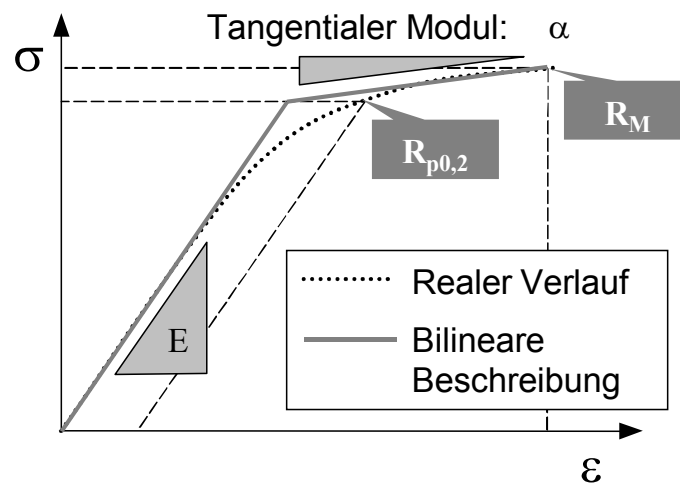 Tangentialer Modul: α
σ
R_M
R_p0,2
Realer Verlauf
E
Bilineare
Beschreibung
ε